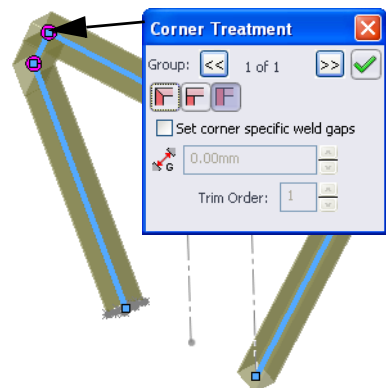 Corner Treatment
Group: << 1 of 1 >>
Set corner specific weld gaps
G 0.00mm
Trim Order: 1